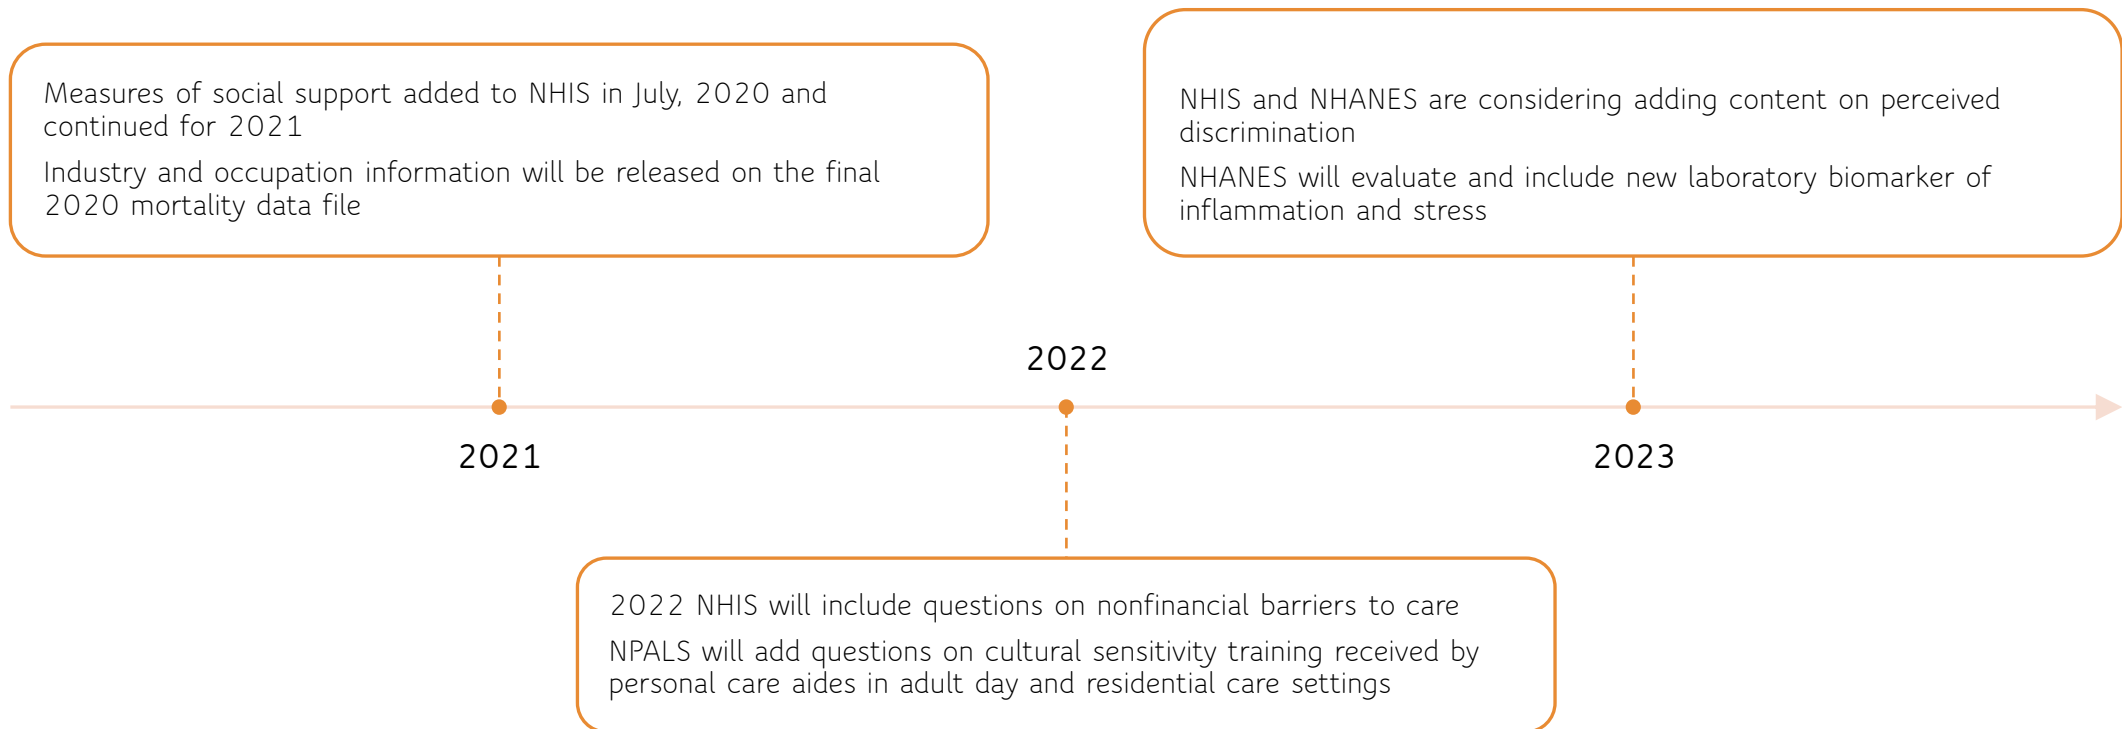 Measures of social support added to NHIS in July, 2020 and
continued for 2021
Industry and occupation information will be released on the final
2020 mortality data file
NHIS and NHANES are considering adding content on perceived
discrimination
NHANES will evaluate and include new laboratory biomarker of
inflammation and stress
2022
2021
2023
2022 NHIS will include questions on nonfinancial barriers to care
NPALS will add questions on cultural sensitivity training received by
personal care aides in adult day and residential care settings